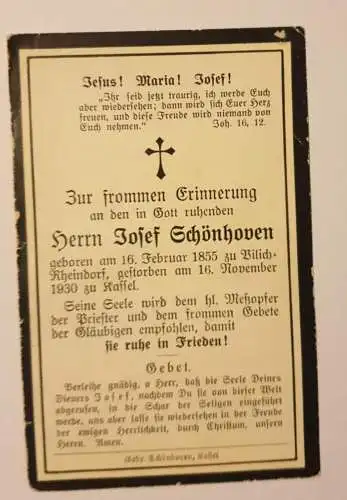 Jesus! Maria! Josef!
„Ihr seid jetzt traurig, ich werde Euch
aber wiedersehen; dann wird sich Euer Herz
freuen, und diese Freude wird niemand von
Euch nehmen." Joh. 16, 12.
Zur frommen Erinnerung
an den in Gott ruhenden
Herrn Josef Schönhoven
geboren am 16. Februar 1855 zu Vilich-
Rheindorf, gestorben am 16. November
1930 zu Kassel.
Seine Seele wird dem hl. Meßopfer
der Priester und dem frommen Gebete
der Gläubigen empfohlen, damit
sie ruhe in Frieden!
Gebet.
Verleihe gnädig, o Herr, daß die Seele Deines
Dieners Josef, nachdem Du sie von dieser Welt
abgerufen, in die Schar der Seligen eingeführt
werde, uns aber lasse sie wiedersehen in der Freude
der ewigen Herrlichkeit, durch Christum, unsern
Herrn. Amen.
Gebr. Schönhoven, Kassel